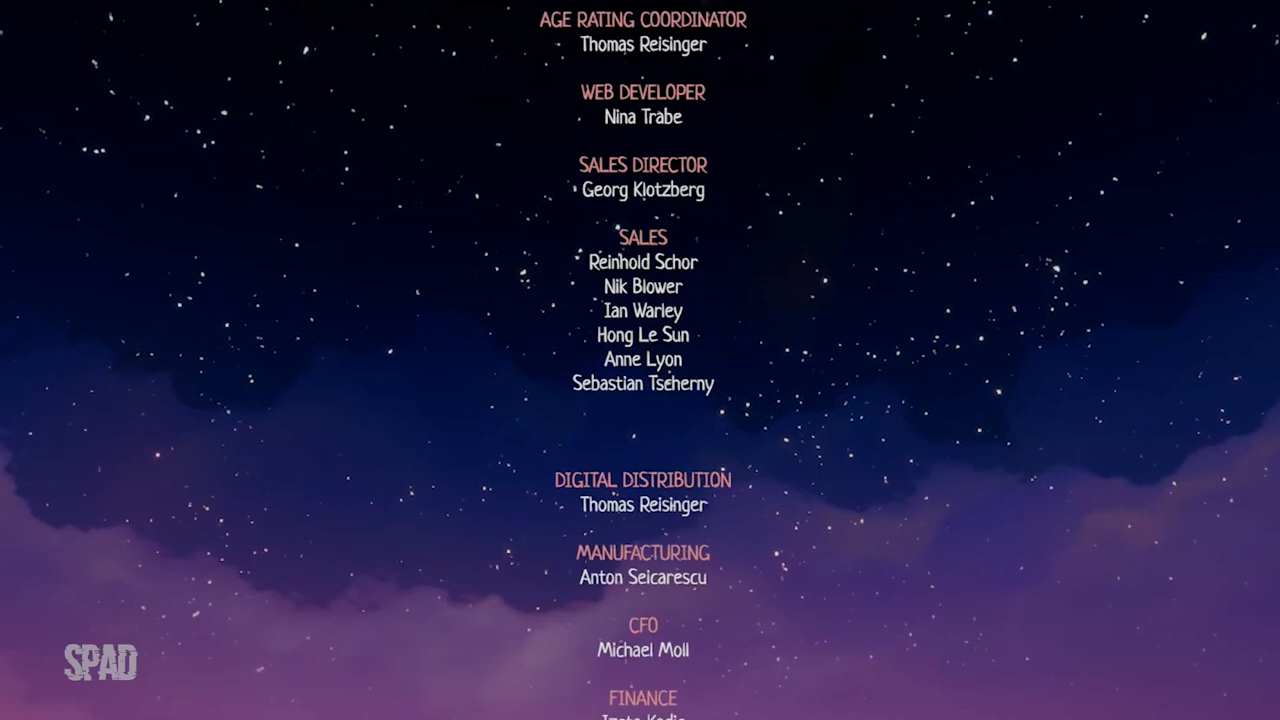 AGE RATING COORDINATOR
Thomas Reisinger
WEB DEVELOPER
Nina Trabe
SALES DIRECTOR
Georg Klotzberg
SALES
Reinhold Schor
Nik Blower
Ian Warley
Hong Le Sun
Anne Lyon
Sebastian Tscherny
DIGITAL DISTRIBUTION
Thomas Reisinger
MANUFACTURING
Anton Seicarescu
CFO
Michael Moll
FINANCE
SPAD